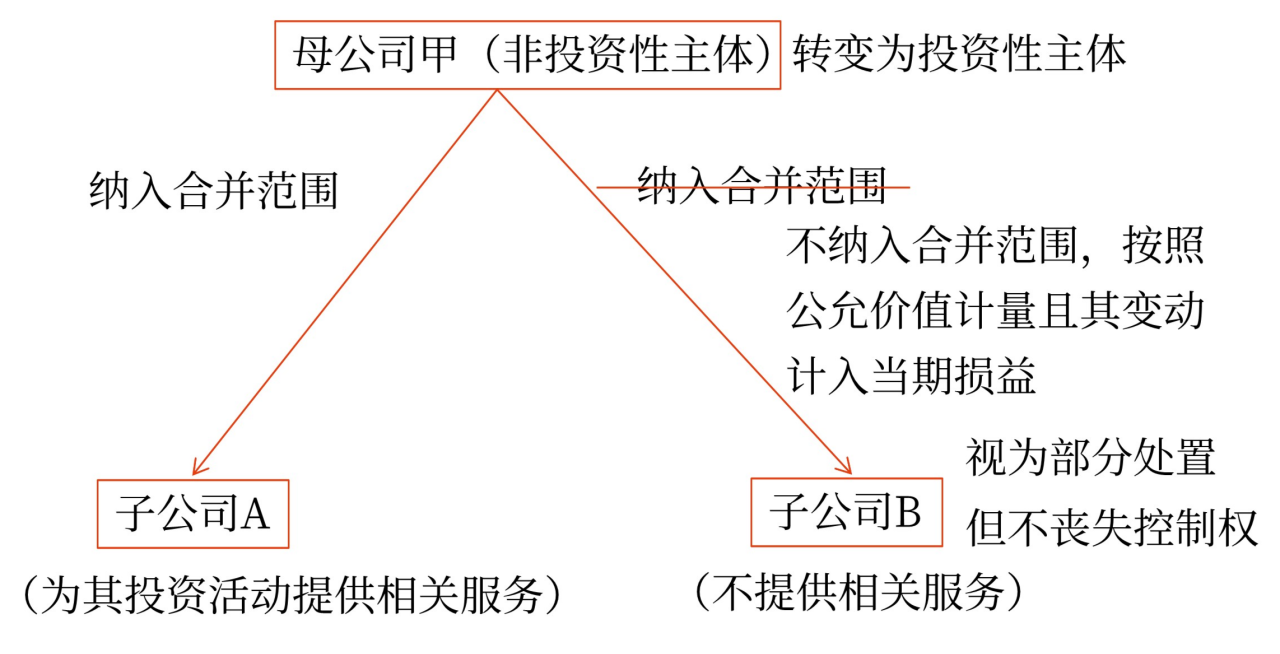 母公司甲（非投资性主体）转变为投资性主体
纳入合并范围
纳入合并范围
不纳入合并范围，按照
公允价值计量且其变动
计入当期损益
视为部分处置
但不丧失控制权
子公司A
子公司B
（为其投资活动提供相关服务）
（不提供相关服务）